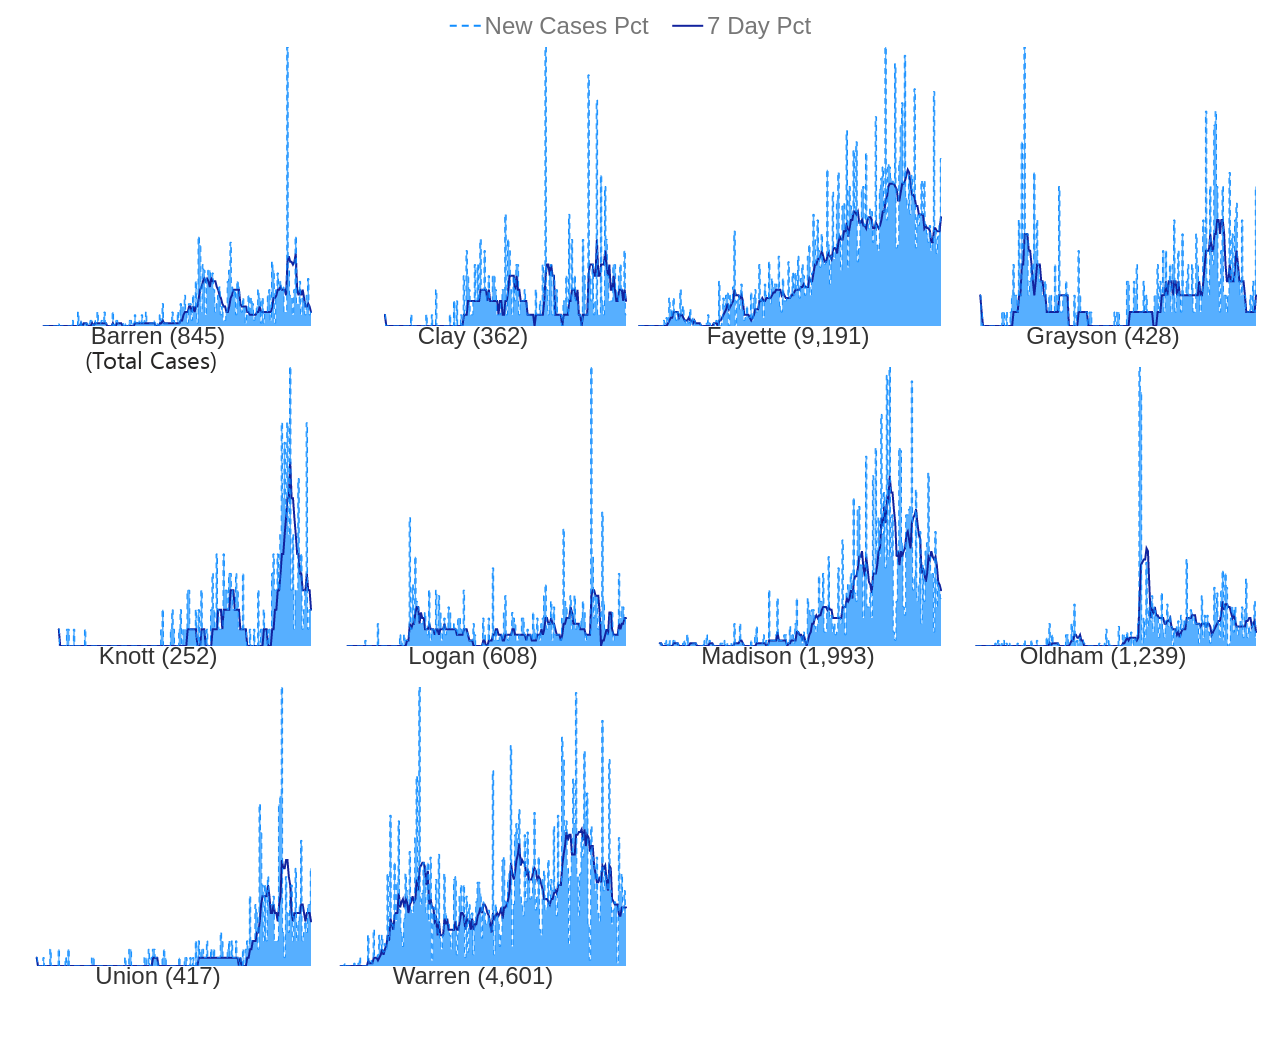 New Cases Pct 7 Day Pct
Barren (845) Clay (362) Fayette (9,191) Grayson (428)
(Total Cases)
Knott (252) Logan (608) Madison (1,993) Oldham (1,239)
Union (417) Warren (4,601)